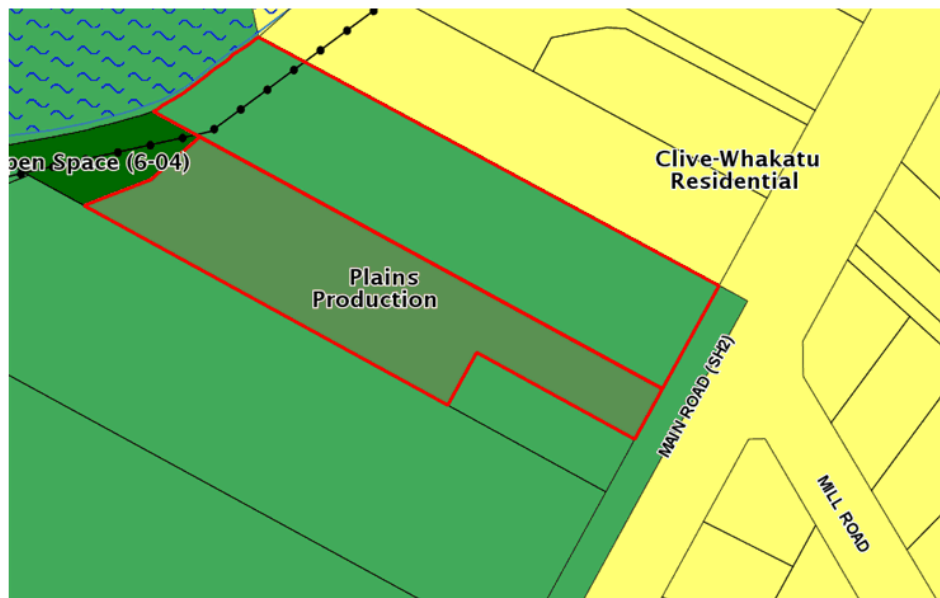 pen Space (6-04)
Clive-Whakatu
Residential
Plains
Production
MAIN ROAD (SH2)
MILL ROAD